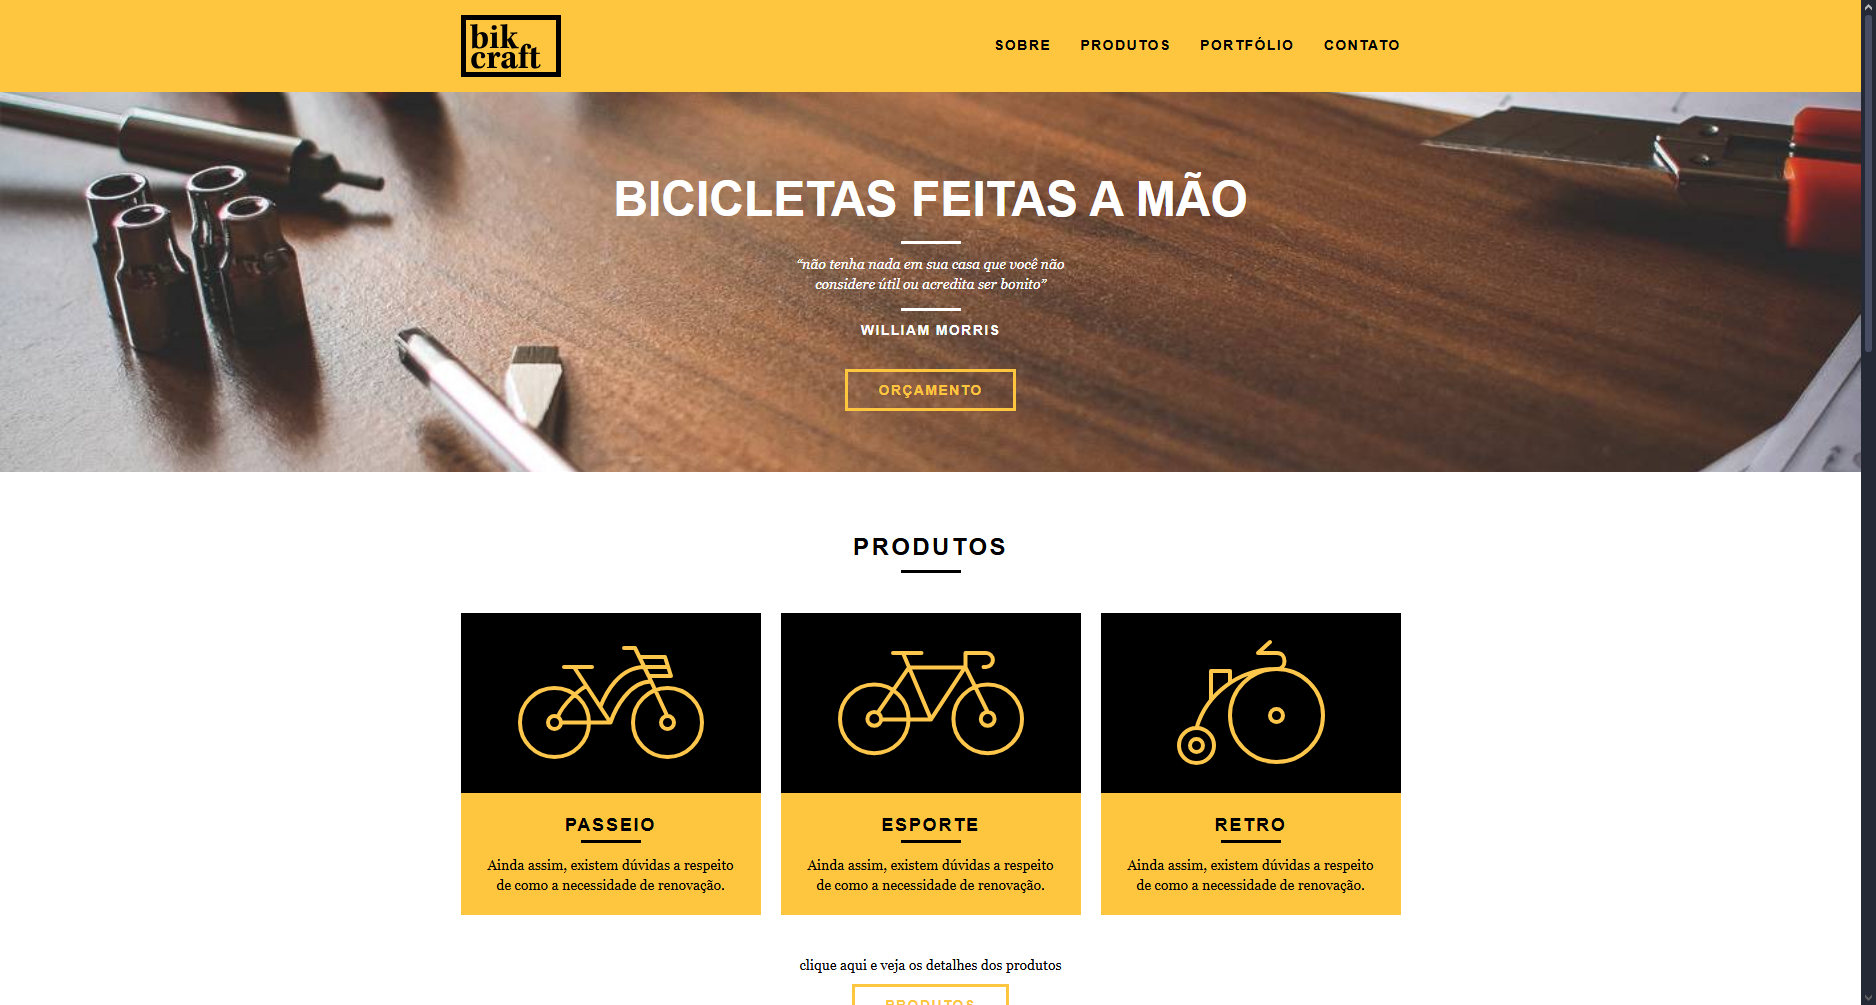 bik
craft
SOBRE PRODUTOS PORTFÓLIO CONTATO
BICICLETAS FEITAS A MÃO
“não tenha nada em sua casa que você não
considere útil ou acredita ser bonito”
WILLIAM MORRIS
ORÇAMENTO
PRODUTOS
PASSEIO
Ainda assim, existem dúvidas a respeito
de como a necessidade de renovação.
ESPORTE
Ainda assim, existem dúvidas a respeito
de como a necessidade de renovação.
RETRO
Ainda assim, existem dúvidas a respeito
de como a necessidade de renovação.
clique aqui e veja os detalhes dos produtos
PRODUTOS